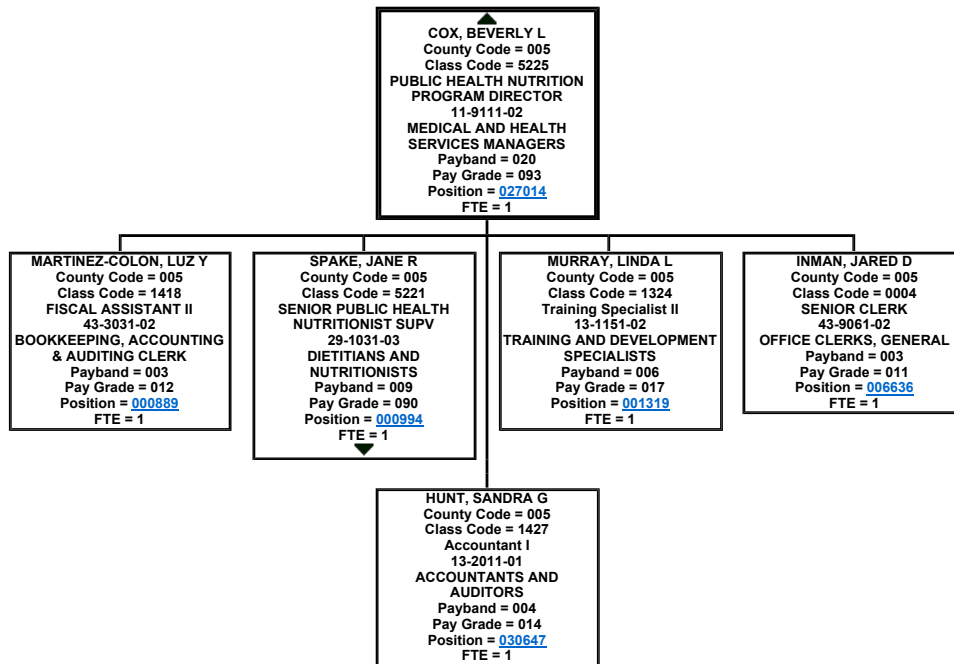 COX, BEVERLY L
County Code = 005
Class Code = 5225
PUBLIC HEALTH NUTRITION
PROGRAM DIRECTOR
11-9111-02
MEDICAL AND HEALTH
SERVICES MANAGERS
Payband = 020
Pay Grade = 093
Position = 027014
FTE = 1
MARTINEZ-COLON, LUZ Y
County Code = 005
Class Code = 1418
FISCAL ASSISTANT II
43-3031-02
BOOKKEEPING, ACCOUNTING
& AUDITING CLERK
Payband = 003
Pay Grade = 012
Position = 000889
FTE = 1
SPAKE, JANE R
County Code = 005
Class Code = 5221
SENIOR PUBLIC HEALTH
NUTRITIONIST SUPV
29-1031-03
DIETITIANS AND
NUTRITIONISTS
Payband = 009
Pay Grade = 090
Position = 000994
FTE = 1
MURRAY, LINDA L
County Code = 005
Class Code = 1324
Training Specialist II
13-1151-02
TRAINING AND DEVELOPMENT
SPECIALISTS
Payband = 006
Pay Grade = 017
Position = 001319
FTE = 1
INMAN, JARED D
County Code = 005
Class Code = 0004
SENIOR CLERK
43-9061-02
OFFICE CLERKS, GENERAL
Payband = 003
Pay Grade = 011
Position = 006636
FTE = 1
HUNT, SANDRA G
County Code = 005
Class Code = 1427
Accountant I
13-2011-01
ACCOUNTANTS AND
AUDITORS
Payband = 004
Pay Grade = 014
Position = 030647
FTE = 1